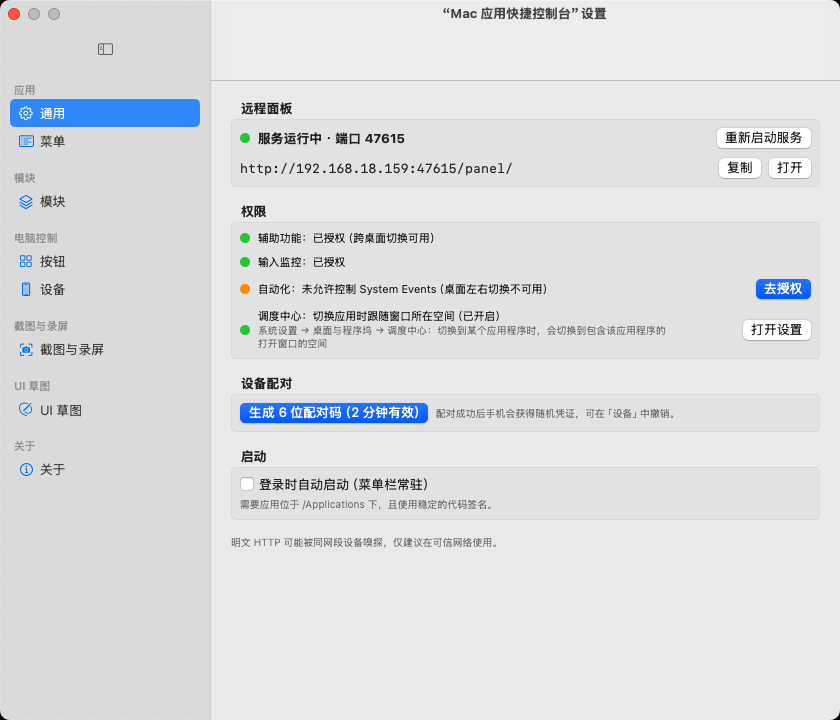 “Mac 应用快捷控制台” 设置
应用
通用
菜单
模块
模块
电脑控制
按钮
设备
截图与录屏
截图与录屏
UI 草图
UI 草图
关于
关于
远程面板
服务运行中 · 端口 47615
重新启动服务
http://192.168.18.159:47615/panel/
复制
打开
权限
辅助功能：已授权 (跨桌面切换可用)
输入监控：已授权
自动化：未允许控制 System Events (桌面左右切换不可用)
去授权
调度中心：切换应用时跟随窗口所在空间 (已开启)
系统设置 → 桌面与程序坞 → 调度中心：切换到某个应用程序时，会切换到包含该应用程序的
打开窗口的空间
打开设置
设备配对
生成 6 位配对码 (2 分钟有效)
配对成功后手机会获得随机凭证，可在「设备」中撤销。
启动
登录时自动启动 (菜单栏常驻)
需要应用位于 /Applications 下，且使用稳定的代码签名。
明文 HTTP 可能被同网段设备嗅探，仅建议在可信网络使用。